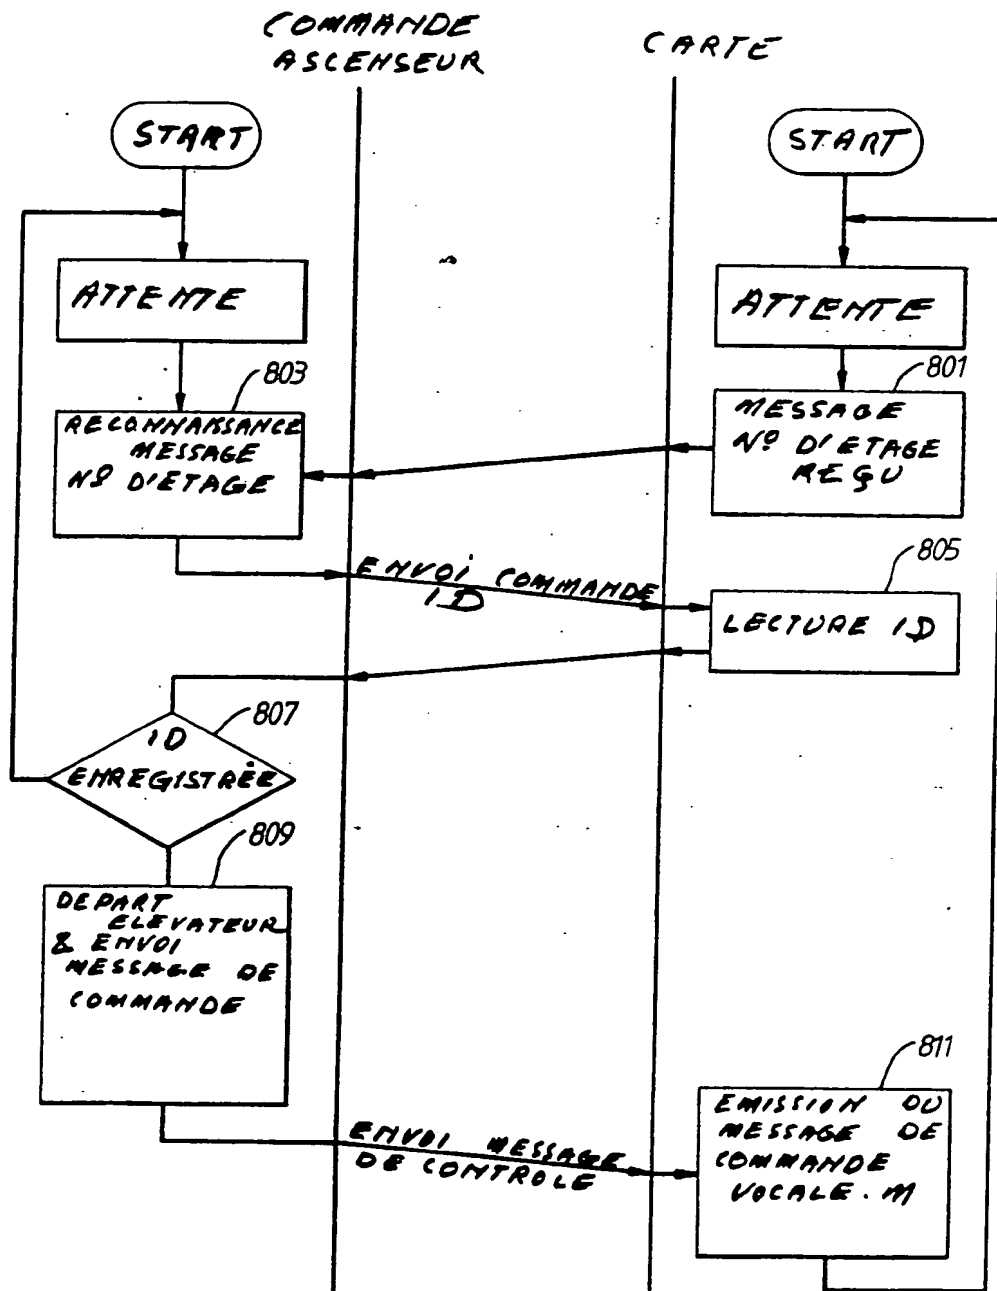 COMMANDE
ASCENSEUR
CARTE
START
START
ATTENTE
ATTENTE
803
801
RECONNAISSANCE
MESSAGE
Nº D'ETAGE
MESSAGE
Nº D'ETAGE
REÇU
ENVOI COMMANDE
ID
805
LECTURE ID
807
ID
ENREGISTRÉE
809
DEPART
ELEVATEUR
& ENVOI
MESSAGE DE
COMMANDE
811
EMISSION DU
MESSAGE DE
COMMANDE
VOCALE. M
ENVOI MESSAGE
DE CONTROLE